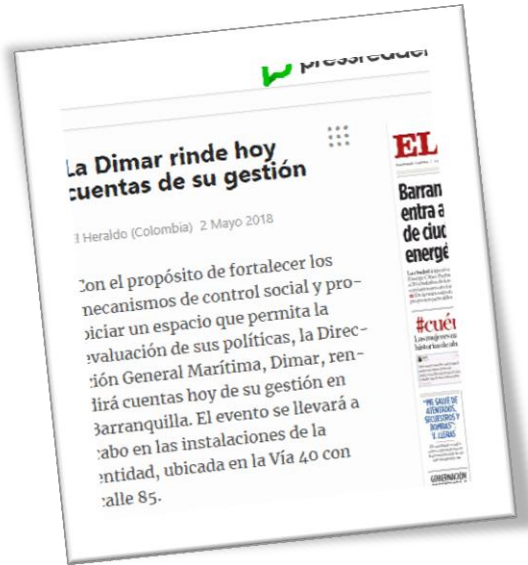 pressreader
La Dimar rinde hoy
cuentas de su gestión
El Heraldo (Colombia) 2 Mayo 2018
Con el propósito de fortalecer los
mecanismos de control social y pro-
piciar un espacio que permita la
evaluación de sus políticas, la Direc-
ción General Marítima, Dimar, ren-
dirá cuentas hoy de su gestión en
Barranquilla. El evento se llevará a
cabo en las instalaciones de la
entidad, ubicada en la Vía 40 con
calle 85.
EL
Barran
entra a
de ciud
energé
#cué
"ME SALVÉ DE
ATENTADOS,
SECUESTROS Y
BOMBAS":
V. LLERAS
GOBERNACIÓN